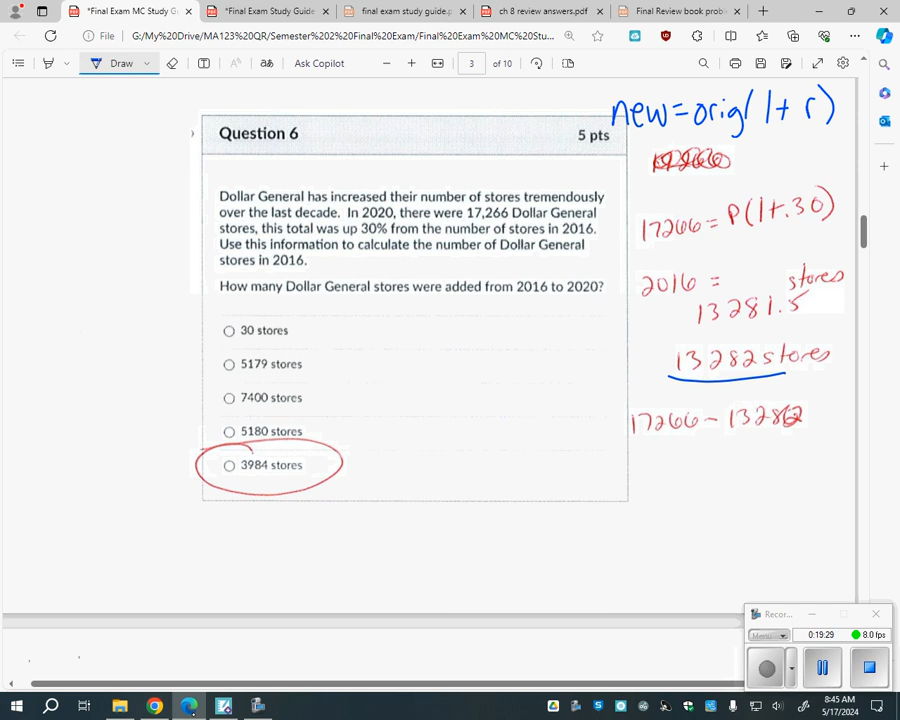 *Final Exam MC Study G
*Final Exam Study Guide
final exam study guide.p
ch 8 review answers.pdf
Final Review book prob
File
G:/My%20Drive/MA123%20QR/Semester%202%20Final%20Exam/Final%20Exam%20MC%20Stu...
Draw
aあ
Ask Copilot
3 of 10
new=orig(1+r)
Question 6
5 pts
Dollar General has increased their number of stores tremendously
over the last decade. In 2020, there were 17,266 Dollar General
stores, this total was up 30% from the number of stores in 2016.
Use this information to calculate the number of Dollar General
stores in 2016.
How many Dollar General stores were added from 2016 to 2020?
30 stores
5179 stores
7400 stores
5180 stores
3984 stores
17266 = P(1+.30)
2016 = stores
13281.5
13282 stores
17266 - 13282
Recor...
Menu
0:19:29
8.0 fps
8:45 AM
5/17/2024